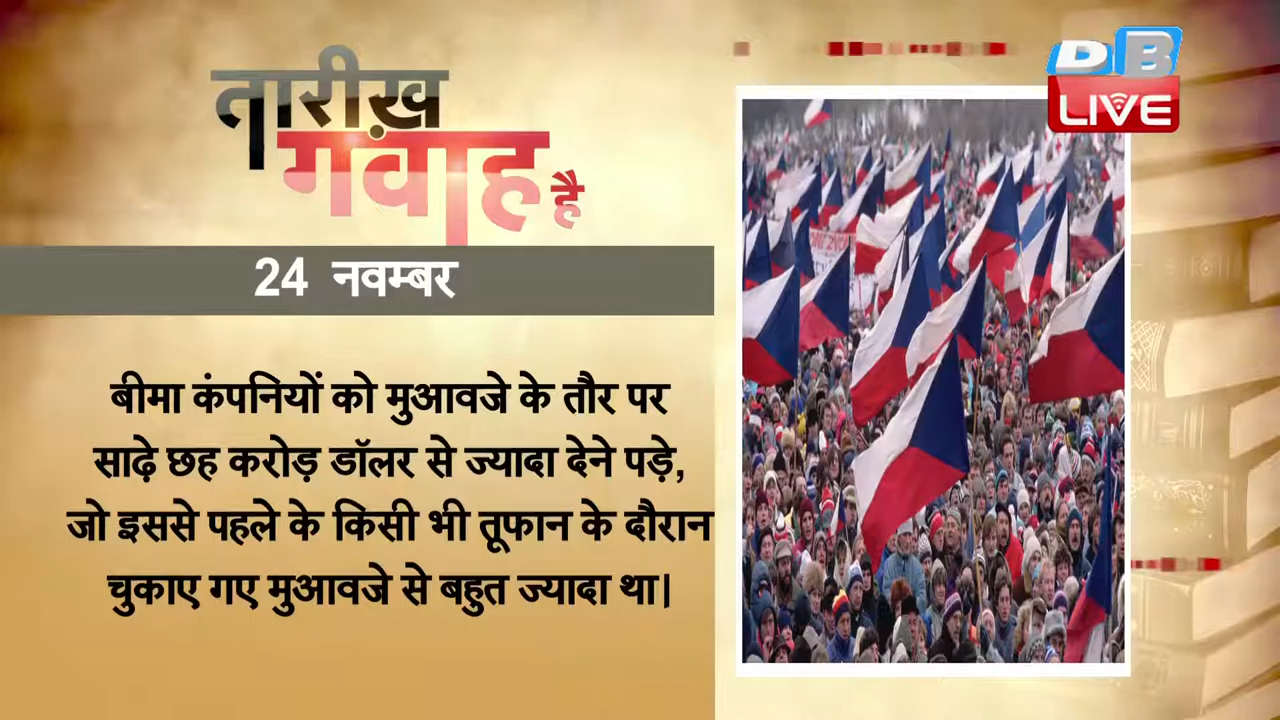 तारीख़
गवाह है
DB
LIVE
24 नवम्बर
बीमा कंपनियों को मुआवजे के तौर पर
साढ़े छह करोड़ डॉलर से ज्यादा देने पड़े,
जो इससे पहले के किसी भी तूफान के दौरान
चुकाए गए मुआवजे से बहुत ज्यादा था।